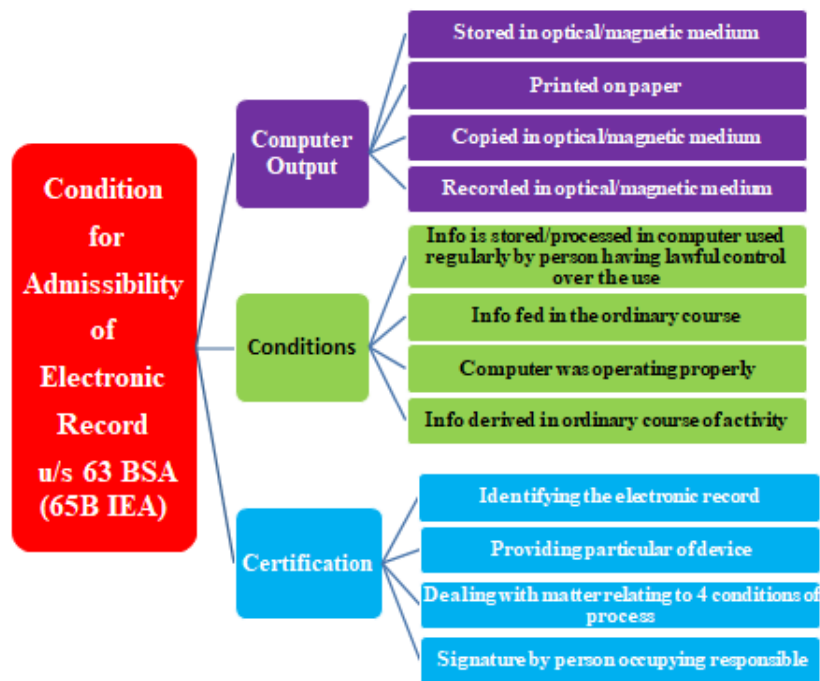 Condition
for
Admissibility
of
Electronic
Record
u/s 63 BSA
(65B IEA)
Computer
Output
Stored in optical/magnetic medium
Printed on paper
Copied in optical/magnetic medium
Recorded in optical/magnetic medium
Conditions
Info is stored/processed in computer used
regularly by person having lawful control
over the use
Info fed in the ordinary course
Computer was operating properly
Info derived in ordinary course of activity
Certification
Identifying the electronic record
Providing particular of device
Dealing with matter relating to 4 conditions of
process
Signature by person occupying responsible